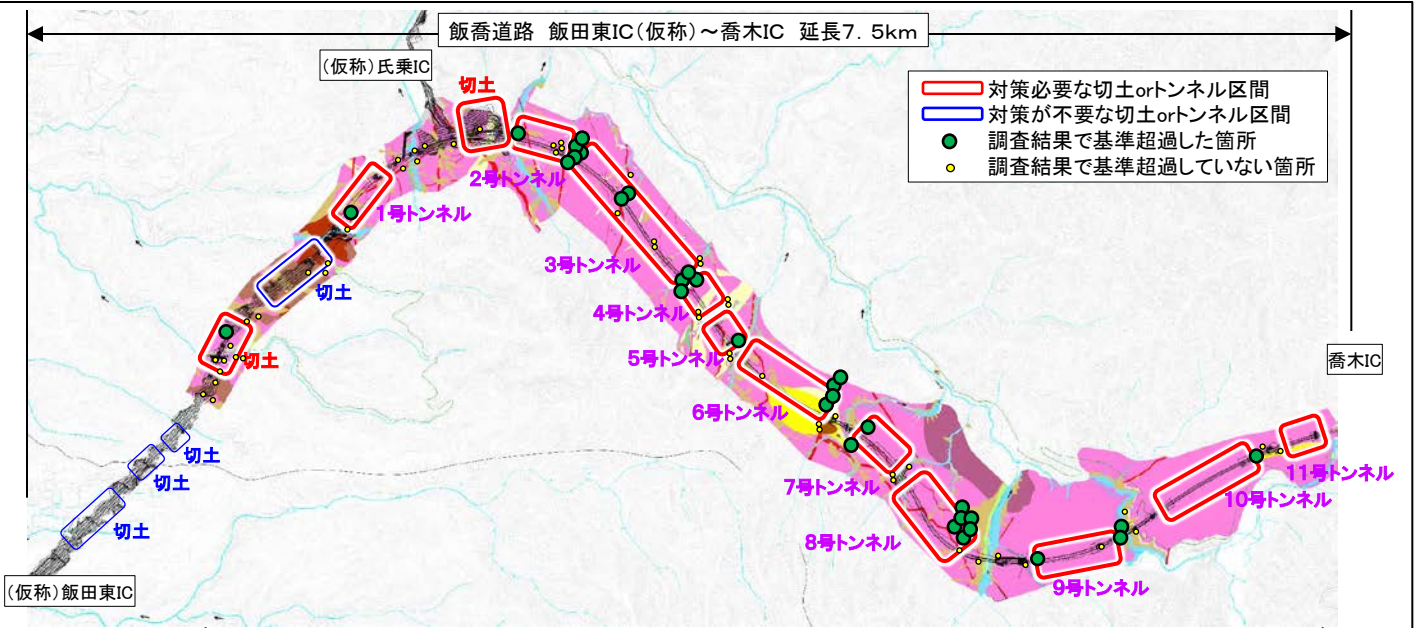 飯喬道路 飯田東IC(仮称)～喬木IC 延長7.5km
(仮称)氏乗IC
対策必要な切土orトンネル区間
対策が不要な切土orトンネル区間
調査結果で基準超過した箇所
調査結果で基準超過していない箇所
切土
2号トンネル
1号トンネル
3号トンネル
切土
4号トンネル
5号トンネル
切土
喬木IC
6号トンネル
切土
7号トンネル
11号トンネル
切土
10号トンネル
切土
8号トンネル
9号トンネル
(仮称)飯田東IC